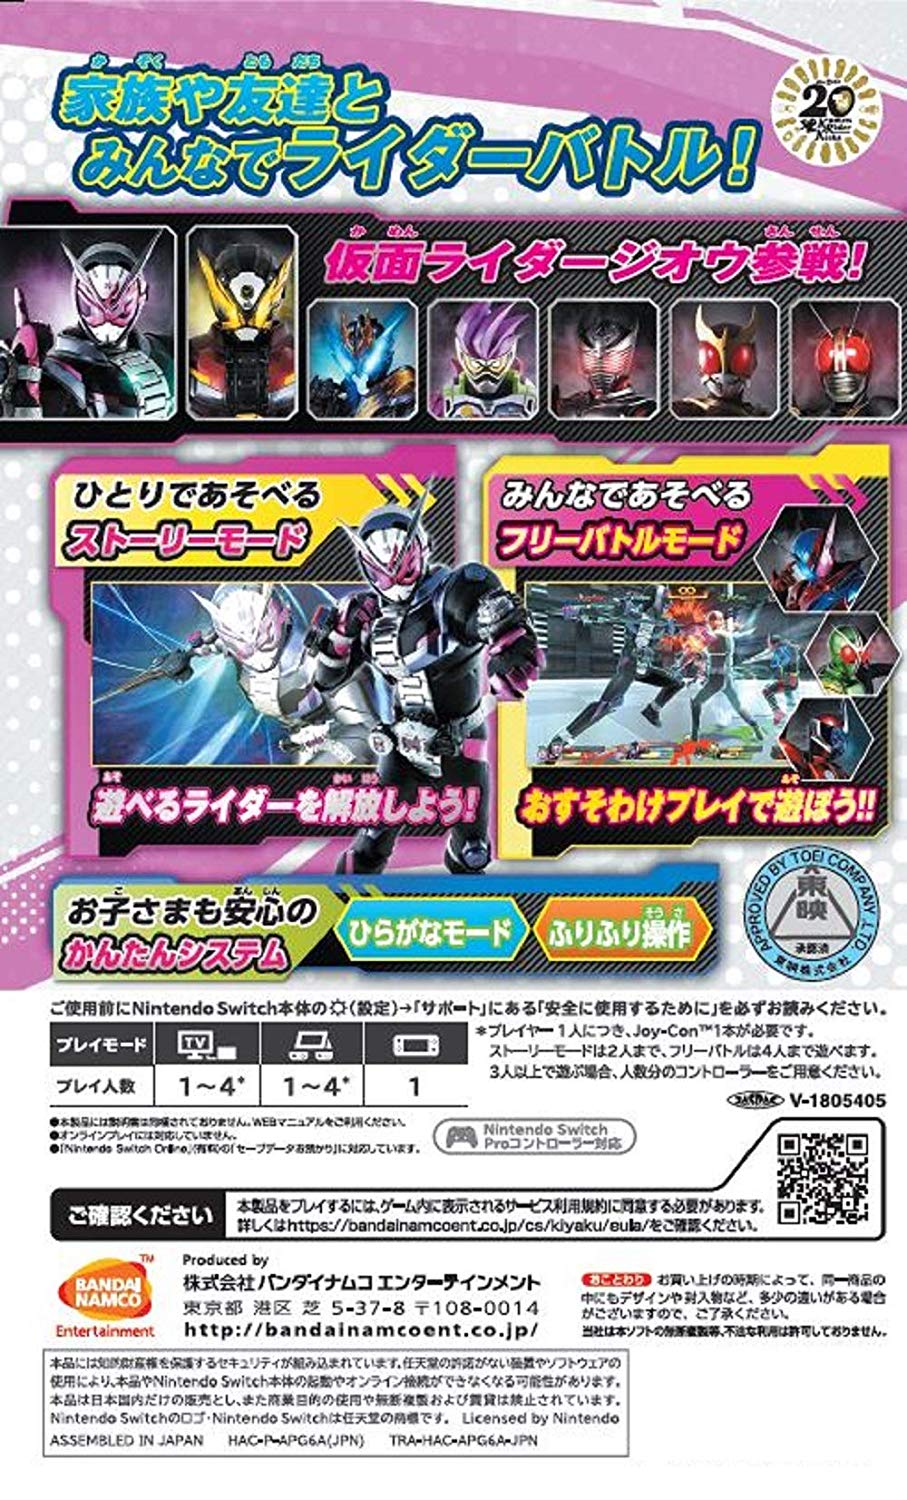 家族や友達と
みんなでライダーバトル!
20
Kamen Rider Kicks
仮面ライダージオウ参戦!
ひとりであそべる
ストーリーモード
みんなであそべる
フリーバトルモード
遊べるライダーを解放しよう!
おすそわけプレイで遊ぼう!!
お子さまも安心の
かんたんシステム
ひらがなモード
ふりふり操作
APPROVED BY TOEI COMPANY, LTD
東映
承認済
東映株式会社
ご使用前にNintendo Switch本体の(設定)→「サポート」にある「安全に使用するために」を必ずお読みください。
プレイモード TV
プレイ人数 1~4* 1~4* 1
*プレイヤー1人につき、Joy-Con™1本が必要です。
ストーリーモードは2人まで、フリーバトルは4人まで遊べます。
3人以上で遊ぶ場合、人数分のコントローラーをご用意ください。
V-1805405
●本製品には説明書は同梱されておりません。WEBマニュアルをご利用ください。
●オンラインプレイには対応していません。
●「Nintendo Switch Online」(有料)の「セーブデータお預かり」に対応しています。
Nintendo Switch
Proコントローラー対応
ご確認ください
本製品をプレイするには、ゲーム内に表示されるサービス利用規約に同意する必要があります。
詳しくはhttps://bandainamcoent.co.jp/cs/kiyaku/eula/をご確認ください。
BANDAI NAMCO TM
Entertainment
Produced by
株式会社バンダイナムコエンターテインメント
東京都 港区 芝 5-37-8 〒108-0014
http://bandainamcoent.co.jp/
おことわり お買い上げの時期によって、同一商品の
中にもデザインや封入物など、多少の違いがある場合
がございますので、ご了承ください。
当社は本ソフトの無断複製等、不法な利用は許可しておりません。
本品には知的財産権を保護するセキュリティが組み込まれています。任天堂の許諾がない装置やソフトウェアの
使用により、本品やNintendo Switch本体の起動やオンライン接続ができなくなる可能性があります。
本品は日本国内だけの販売とし、また商業目的の使用や無断複製および賃貸は禁止されています。
Nintendo Switchのロゴ・Nintendo Switchは任天堂の商標です。 Licensed by Nintendo
ASSEMBLED IN JAPAN HAC-P-APG6A(JPN) TRA-HAC-APG6A-JPN